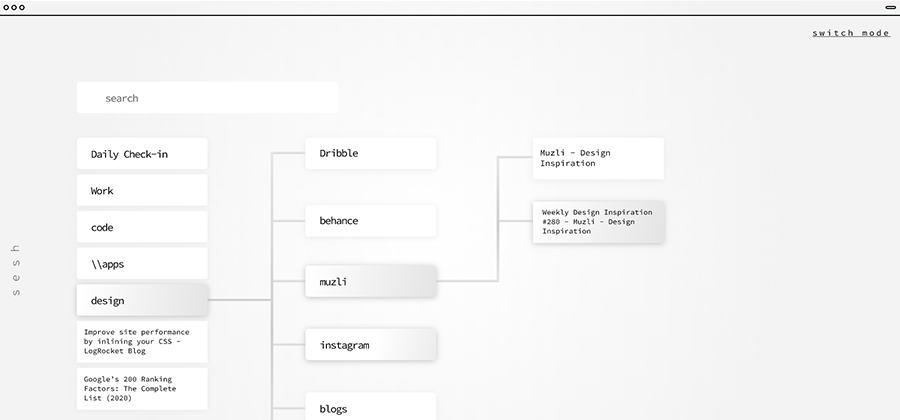 switch mode
search
Daily Check-in
Work
code
\\apps
design
Improve site performance
by inlining your CSS -
LogRocket Blog
Google's 200 Ranking
Factors: The Complete
List (2020)
Dribble
behance
muzli
instagram
blogs
Muzli - Design
Inspiration
Weekly Design Inspiration
#280 - Muzli - Design
Inspiration
sesh